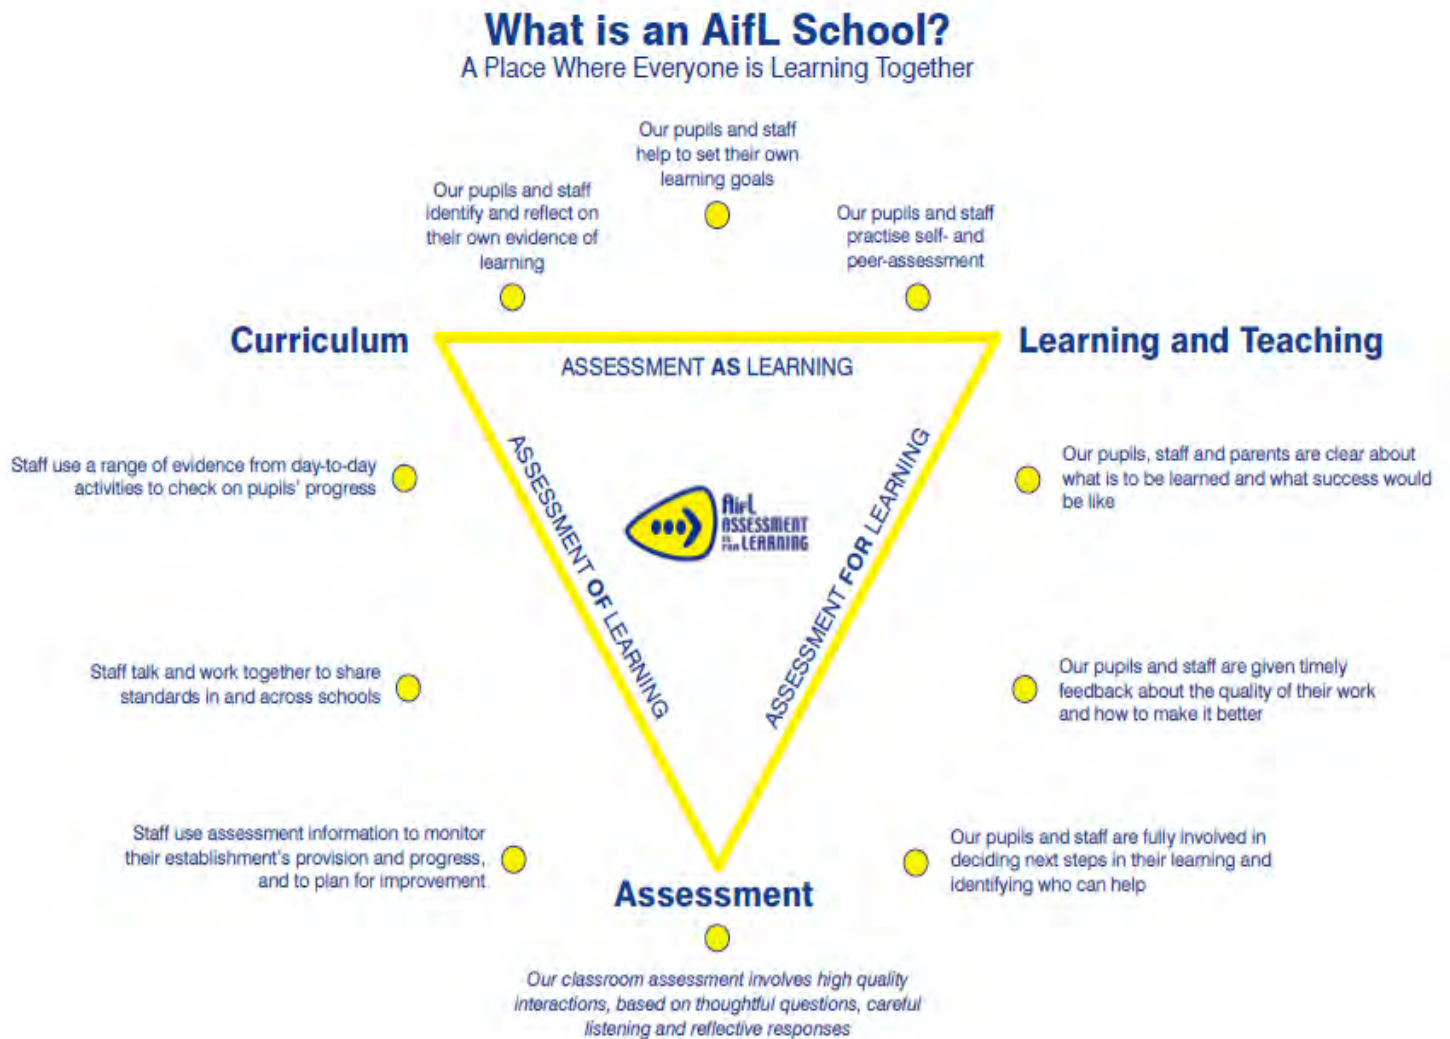 What is an AifL School?
A Place Where Everyone is Learning Together
Our pupils and staff
help to set their own
learning goals
Our pupils and staff
identify and reflect on
their own evidence of
learning
Our pupils and staff
practise self- and
peer-assessment
Curriculum
Learning and Teaching
ASSESSMENT AS LEARNING
ASSESSMENT OF LEARNING
ASSESSMENT FOR LEARNING
AifL
ASSESSMENT
IS FOR LEARNING
Staff use a range of evidence from day-to-day
activities to check on pupils' progress
Our pupils, staff and parents are clear about
what is to be learned and what success would
be like
Staff talk and work together to share
standards in and across schools
Our pupils and staff are given timely
feedback about the quality of their work
and how to make it better
Staff use assessment information to monitor
their establishment's provision and progress,
and to plan for improvement
Our pupils and staff are fully involved in
deciding next steps in their learning and
identifying who can help
Assessment
Our classroom assessment involves high quality
interactions, based on thoughtful questions, careful
listening and reflective responses